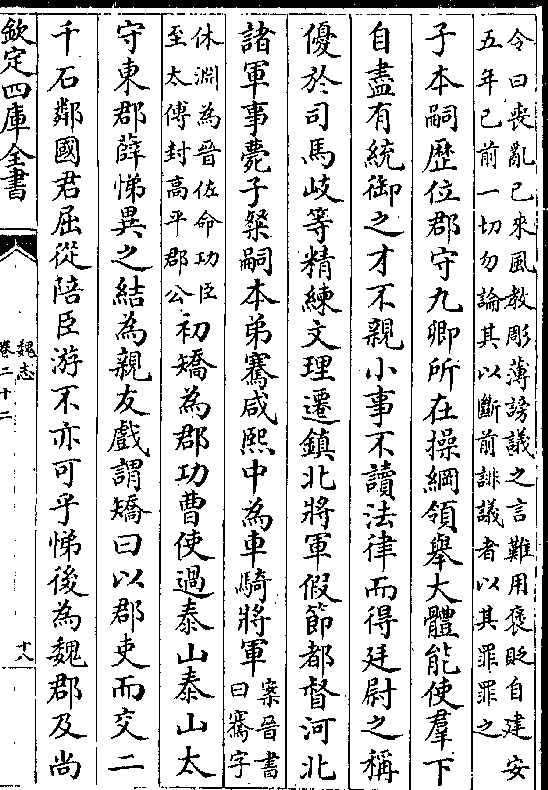 令曰喪亂已來風教彫薄謗議之言難用褒貶自建安
五年已前一切勿論其以斷前誹議者以其罪罪之
子本嗣歷位郡守九卿所在操綱領舉大體能使羣下
自盡有統御之才不親小事不讀法律而得廷尉之稱
優於司馬岐等精練文理遷鎮北將軍假節都督河北
諸軍事薨子粲嗣本弟騫咸熙中為車騎將軍
案晉書
曰騫字
休淵為晉佐命功臣
至太傅封高平郡公
初矯為郡功曹使過泰山泰山太
守東郡薛悌異之結為親友戲謂矯曰以郡吏而交二
千石鄰國君屈從陪臣游不亦可乎悌後為魏郡及尚
欽定四庫全書
魏志
卷二十二
十八